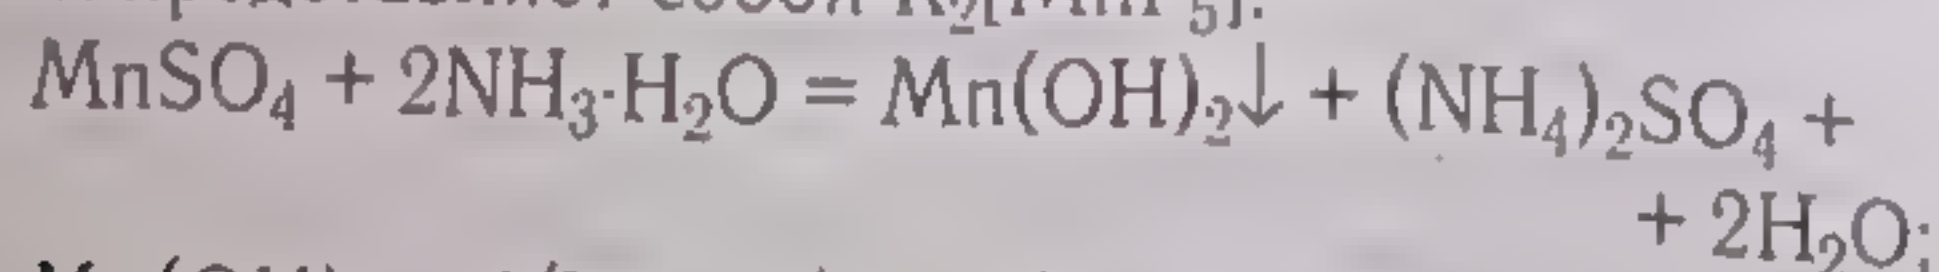 MnSO₄ + 2NH₃·H₂O = Mn(OH)₂↓ + (NH₄)₂SO₄ +
+ 2H₂O;